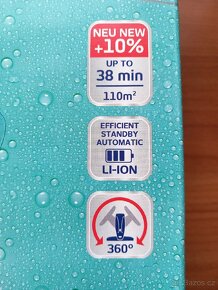 NEU NEW
+10%
UP TO
38 min
110m²
EFFICIENT
STANDBY
AUTOMATIC
LI-ION
360°